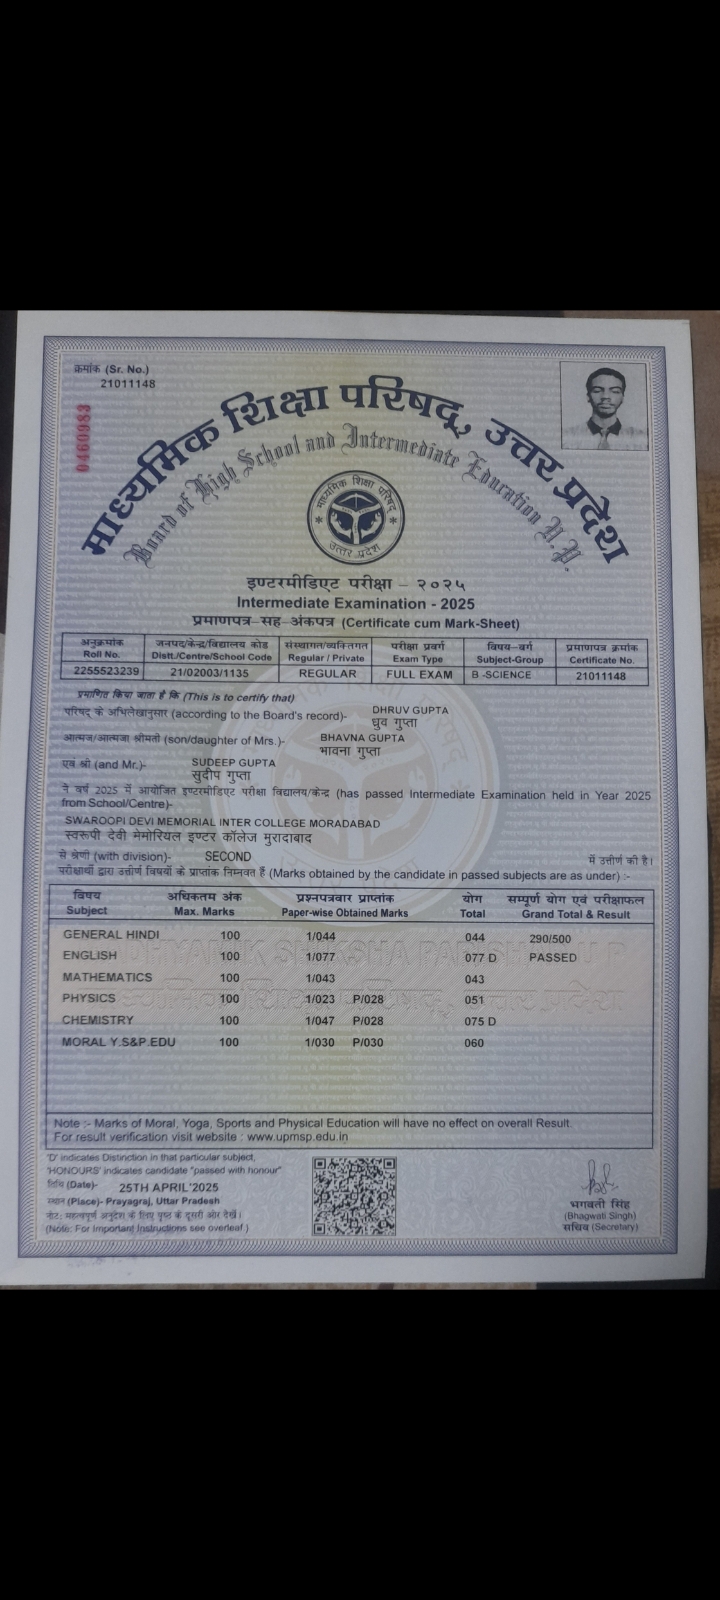 क्रमांक (Sr. No.)
21011148
0460983
माध्यमिक शिक्षा परिषद्, उत्तर प्रदेश
Board of High School and Intermediate Education U.P.
माध्यमिक शिक्षा परिषद
उत्तर प्रदेश
इण्टरमीडिएट परीक्षा – २०२५
Intermediate Examination - 2025
प्रमाणपत्र-सह-अंकपत्र (Certificate cum Mark-Sheet)
अनुक्रमांक जनपद/केन्द्र/विद्यालय कोड संस्थागत/व्यक्तिगत परीक्षा प्रवर्ग विषय-वर्ग प्रमाणपत्र क्रमांक
Roll No. Distt./Centre/School Code Regular / Private Exam Type Subject-Group Certificate No.
2255523239 21/02003/1135 REGULAR FULL EXAM B -SCIENCE 21011148
प्रमाणित किया जाता है कि (This is to certify that)
परिषद् के अभिलेखानुसार (according to the Board's record)- DHRUV GUPTA
ध्रुव गुप्ता
आत्मज/आत्मजा श्रीमती (son/daughter of Mrs.)- BHAVNA GUPTA
भावना गुप्ता
एवं श्री (and Mr.)- SUDEEP GUPTA
सुदीप गुप्ता
ने वर्ष 2025 में आयोजित इण्टरमीडिएट परीक्षा विद्यालय/केन्द्र (has passed Intermediate Examination held in Year 2025
from School/Centre)-
SWAROOPI DEVI MEMORIAL INTER COLLEGE MORADABAD
स्वरूपी देवी मेमोरियल इण्टर कॉलेज मुरादाबाद
से श्रेणी (with division)- SECOND में उत्तीर्ण की है।
परीक्षार्थी द्वारा उत्तीर्ण विषयों के प्राप्तांक निम्नवत हैं (Marks obtained by the candidate in passed subjects are as under) :-
विषय अधिकतम अंक प्रश्नपत्रवार प्राप्तांक योग सम्पूर्ण योग एवं परीक्षाफल
Subject Max. Marks Paper-wise Obtained Marks Total Grand Total & Result
GENERAL HINDI 100 1/044 044 290/500
ENGLISH 100 1/077 077 D PASSED
MATHEMATICS 100 1/043 043
PHYSICS 100 1/023 P/028 051
CHEMISTRY 100 1/047 P/028 075 D
MORAL Y.S&P.EDU 100 1/030 P/030 060
Note :- Marks of Moral, Yoga, Sports and Physical Education will have no effect on overall Result.
For result verification visit website : www.upmsp.edu.in
'D' indicates Distinction in that particular subject,
'HONOURS' indicates candidate "passed with honour"
तिथि (Date)- 25TH APRIL'2025
स्थान (Place)- Prayagraj, Uttar Pradesh
नोट: महत्वपूर्ण अनुदेश के लिए पृष्ठ के दूसरी ओर देखें।
(Note: For Important Instructions see overleaf )
भगवती सिंह
(Bhagwati Singh)
सचिव (Secretary)